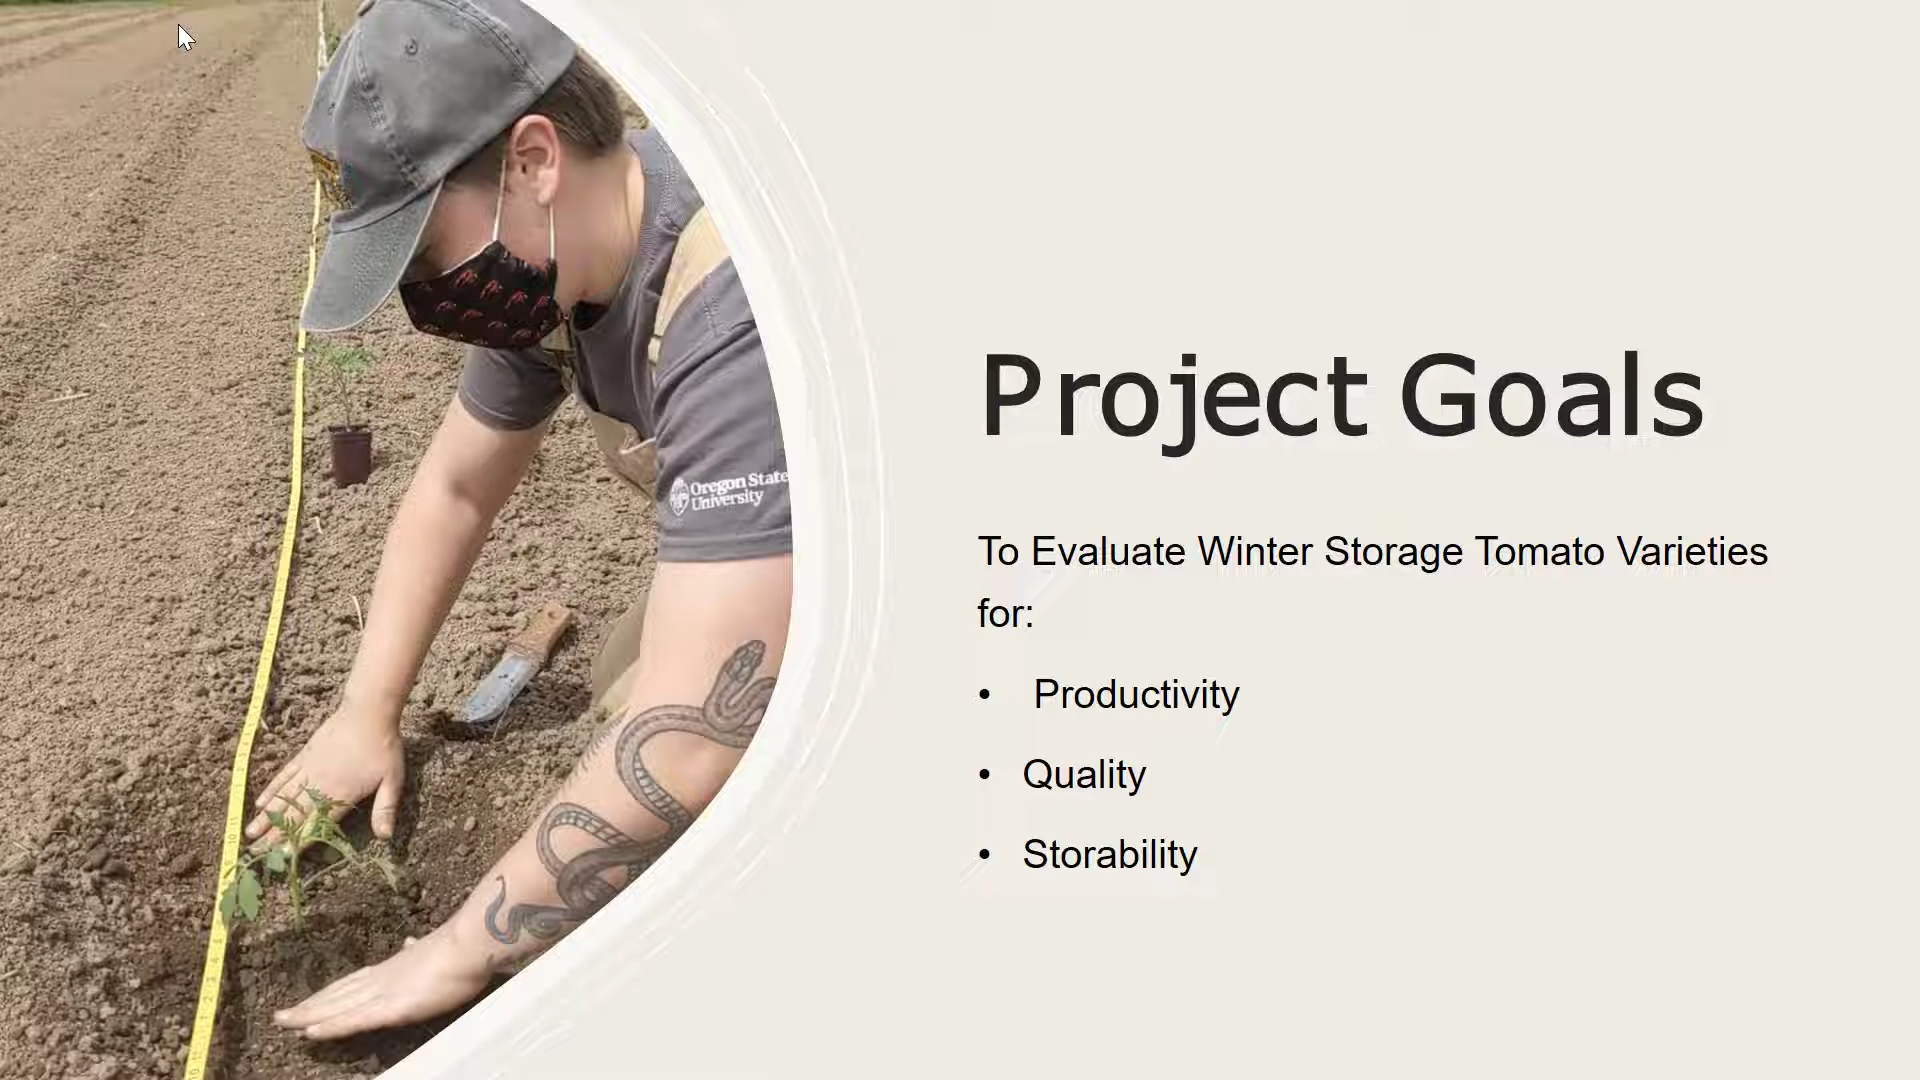 Project Goals
To Evaluate Winter Storage Tomato Varieties
for:
• Productivity
• Quality
• Storability
Oregon State
University